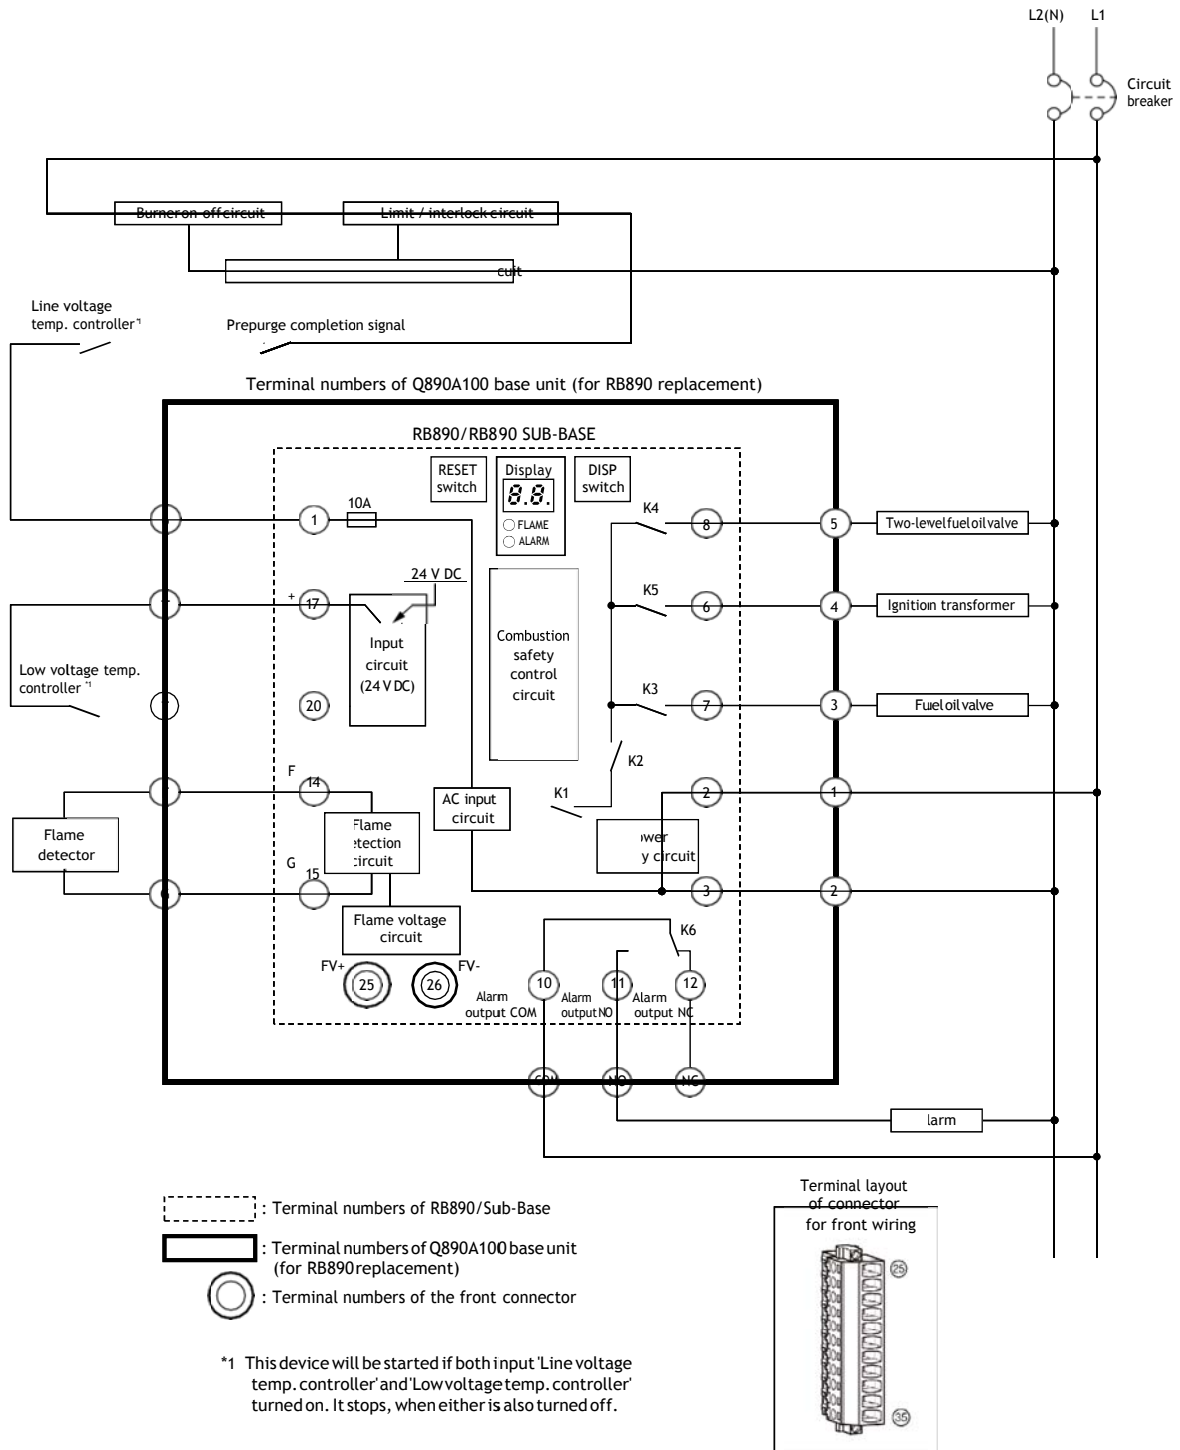 L2(N) L1
Circuit
breaker
Burner on-off circuit
Limit / interlock circuit
cuit
Line voltage
temp. controller*1
Prepurge completion signal
Terminal numbers of Q890A100 base unit (for RB890 replacement)
RB890/RB890 SUB-BASE
RESET
switch
Display
8.8.
FLAME
ALARM
DISP
switch
1
10A
K4
8
5
Two-level fuel oil valve
24 V DC
+
17
Input
circuit
(24 V DC)
Combustion
safety
control
circuit
K5
6
4
Ignition transformer
Low voltage temp.
controller *1
20
K3
7
3
Fuel oil valve
K2
F
14
AC input
circuit
K1
2
1
Flame
detector
Flame
etection
circuit
ower
y circuit
G
15
3
2
Flame voltage
circuit
K6
FV+
25
26
FV-
10
11
12
Alarm
output COM
Alarm
output NO
Alarm
output NC
COM
NO
NC
larm
: Terminal numbers of RB890/Sub-Base
: Terminal numbers of Q890A100 base unit
(for RB890 replacement)
: Terminal numbers of the front connector
Terminal layout
of connector
for front wiring
25
35
*1 This device will be started if both input 'Line voltage
temp. controller' and 'Low voltage temp. controller'
turned on. It stops, when either is also turned off.